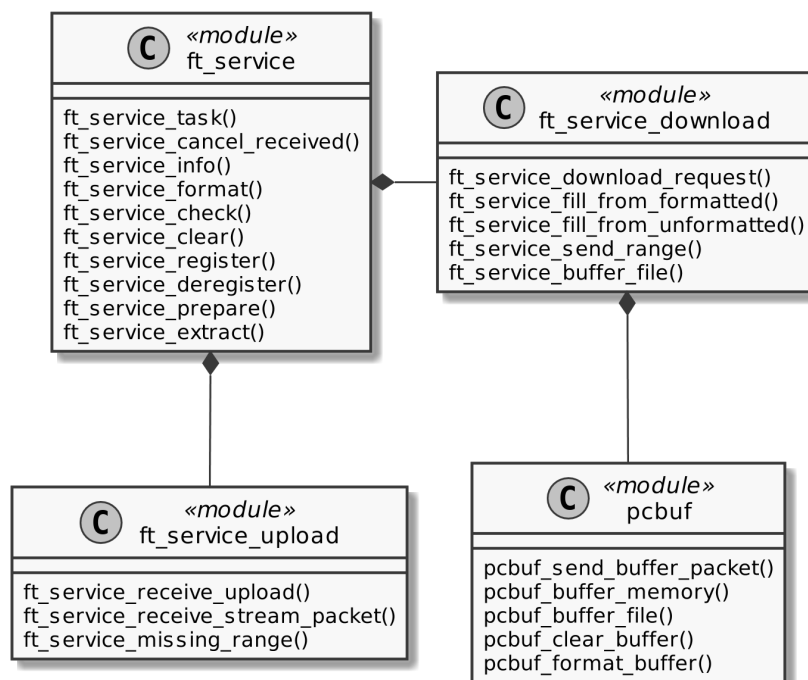 C «module»
ft_service
ft_service_task()
ft_service_cancel_received()
ft_service_info()
ft_service_format()
ft_service_check()
ft_service_clear()
ft_service_register()
ft_service_deregister()
ft_service_prepare()
ft_service_extract()
C «module»
ft_service_download
ft_service_download_request()
ft_service_fill_from_formatted()
ft_service_fill_from_unformatted()
ft_service_send_range()
ft_service_buffer_file()
C «module»
ft_service_upload
ft_service_receive_upload()
ft_service_receive_stream_packet()
ft_service_missing_range()
C «module»
pcbuf
pcbuf_send_buffer_packet()
pcbuf_buffer_memory()
pcbuf_buffer_file()
pcbuf_clear_buffer()
pcbuf_format_buffer()